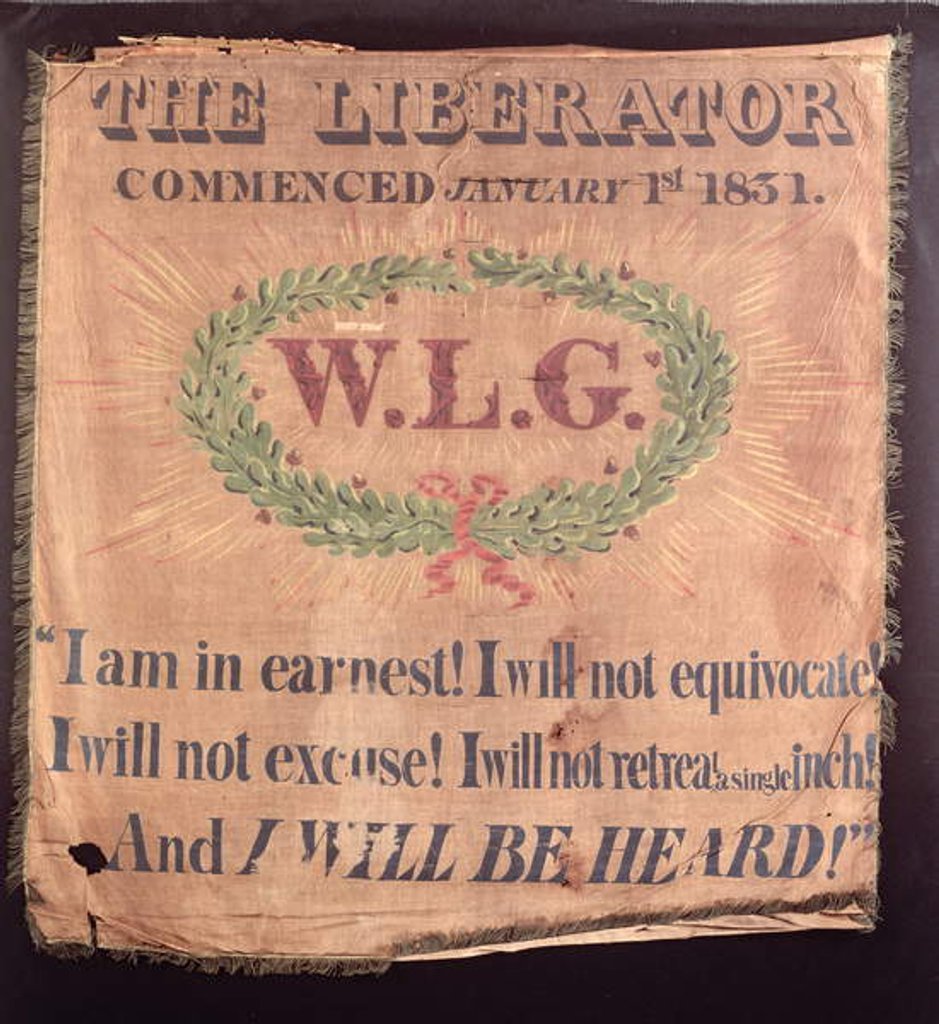 THE LIBERATOR
COMMENCED JANUARY 1st 1831.
W.L.G.
“I am in earnest! I will not equivocate!
I will not excuse! I will not retreat a single inch!
And I WILL BE HEARD!”